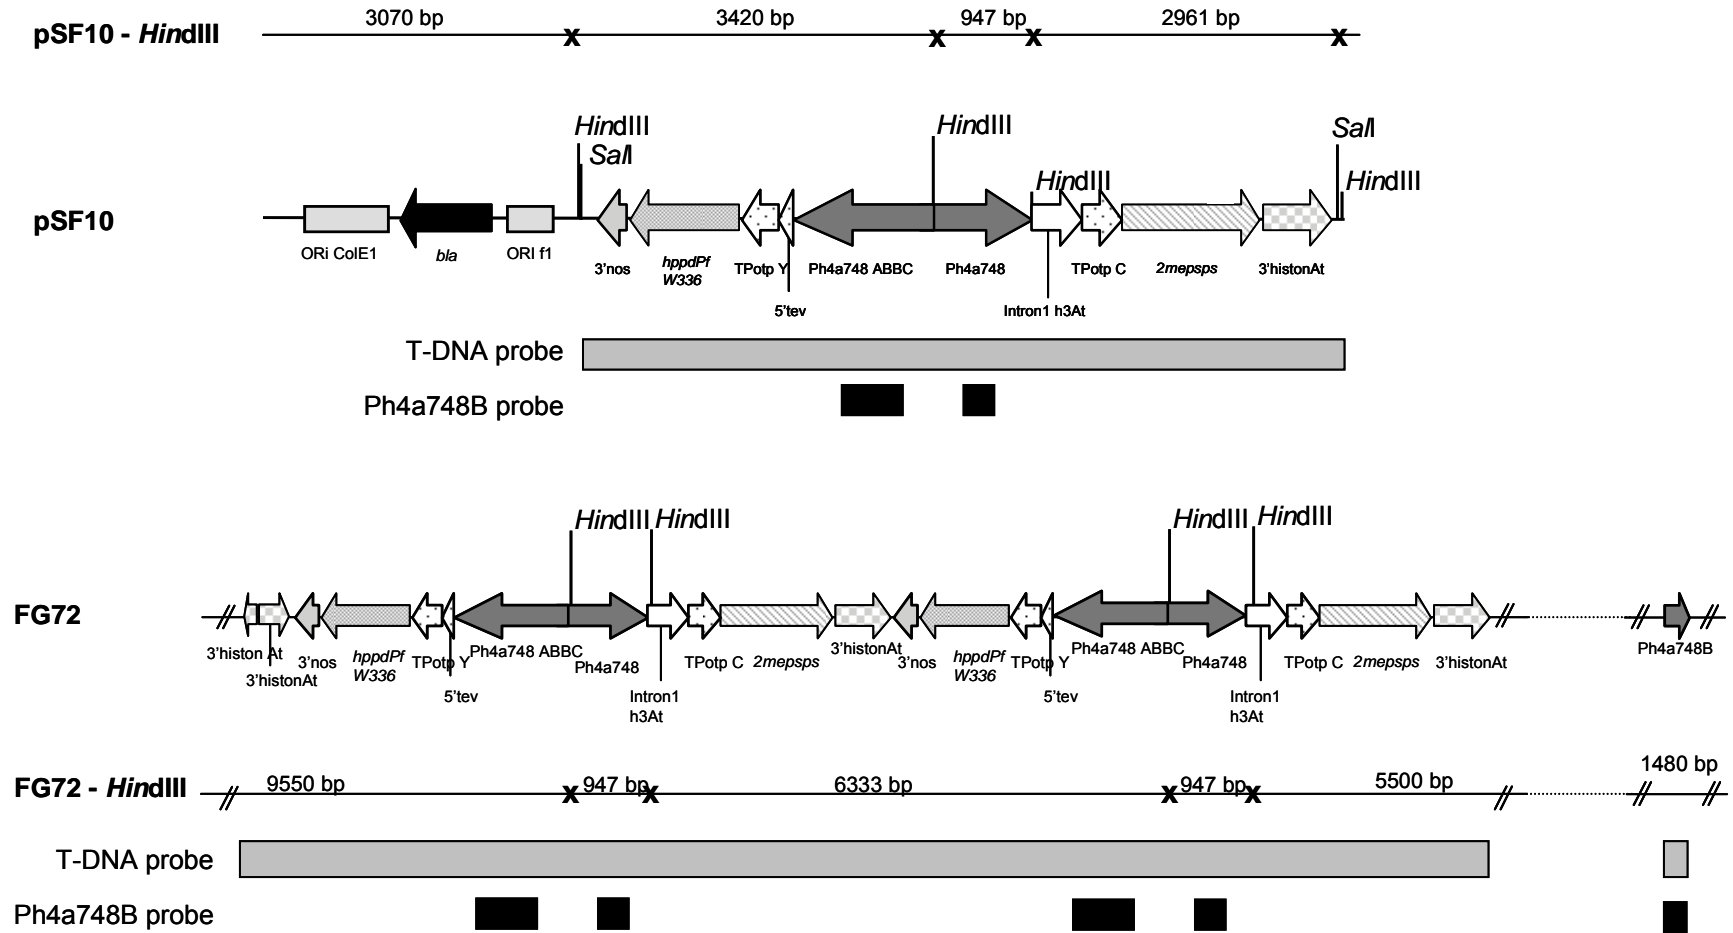 3070 bp 3420 bp 947 bp 2961 bp
pSF10 - HindIII
X X X X
HindIII HindIII SalI
SalI HindIII HindIII
pSF10
ORi ColE1 bla ORI f1 3’nos hppdPf W336 TPotp Y Ph4a748 ABBC Ph4a748 TPotp C 2mepsps 3’histonAt
5’tev Intron1 h3At
T-DNA probe
Ph4a748B probe
HindIII HindIII HindIII HindIII
FG72
3’histon At 3’nos hppdPf W336 TPotp Y Ph4a748 ABBC Ph4a748 TPotp C 2mepsps 3’histonAt 3’nos hppdPf W336 TPotp Y Ph4a748 ABBC Ph4a748 TPotp C 2mepsps 3’histonAt Ph4a748B
3’histonAt 5’tev Intron1 h3At 5’tev Intron1 h3At
9550 bp 947 bp 6333 bp 947 bp 5500 bp 1480 bp
FG72 - HindIII
X X X X
T-DNA probe
Ph4a748B probe